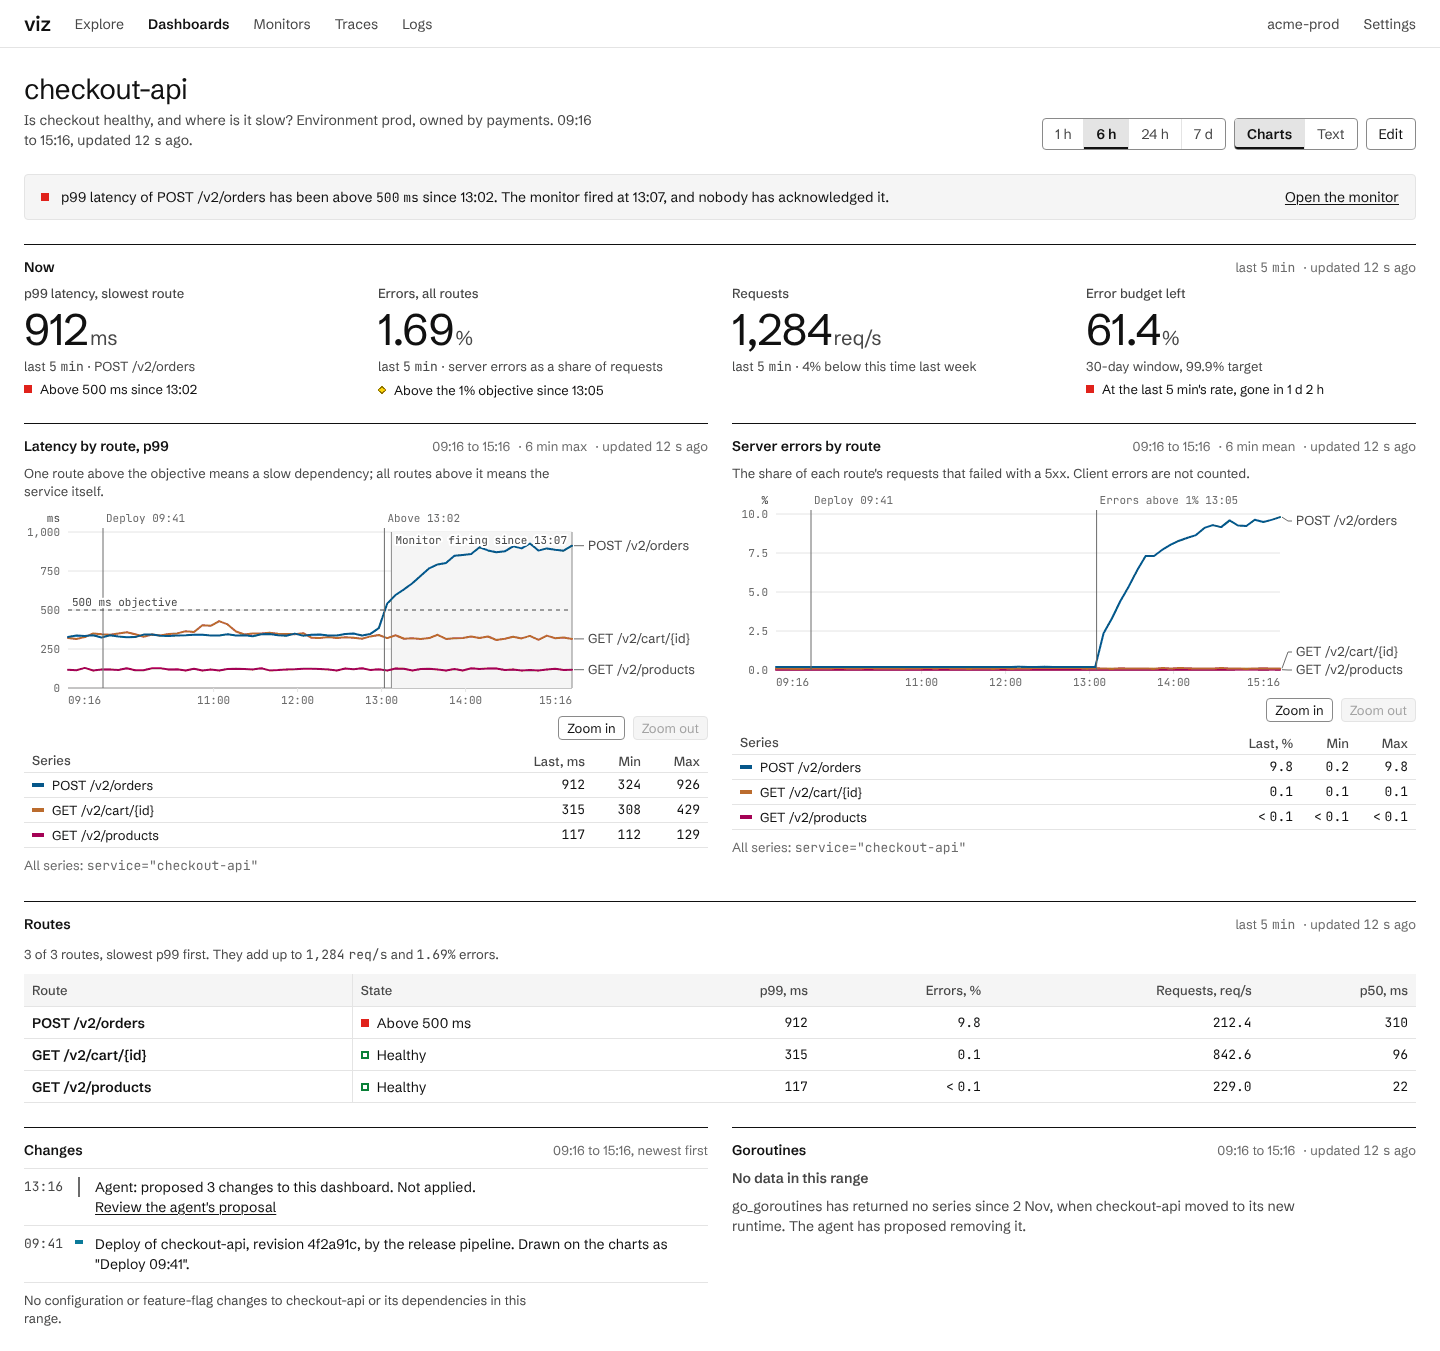 viz Explore Dashboards Monitors Traces Logs acme-prod Settings
checkout-api
Is checkout healthy, and where is it slow? Environment prod, owned by payments. 09:16
to 15:16, updated 12 s ago.
1 h 6 h 24 h 7 d Charts Text Edit
p99 latency of POST /v2/orders has been above 500 ms since 13:02. The monitor fired at 13:07, and nobody has acknowledged it. Open the monitor
Now last 5 min · updated 12 s ago
p99 latency, slowest route
912ms
last 5 min · POST /v2/orders
Above 500 ms since 13:02
Errors, all routes
1.69%
last 5 min · server errors as a share of requests
Above the 1% objective since 13:05
Requests
1,284req/s
last 5 min · 4% below this time last week
Error budget left
61.4%
30-day window, 99.9% target
At the last 5 min's rate, gone in 1 d 2 h
Latency by route, p99 09:16 to 15:16 · 6 min max · updated 12 s ago
One route above the objective means a slow dependency; all routes above it means the
service itself.
ms Deploy 09:41 Above 13:02
1,000
Monitor firing since 13:07
POST /v2/orders
750
500 ms objective
500
GET /v2/cart/{id}
250
GET /v2/products
0
09:16 11:00 12:00 13:00 14:00 15:16
Zoom in Zoom out
Series Last, ms Min Max
POST /v2/orders 912 324 926
GET /v2/cart/{id} 315 308 429
GET /v2/products 117 112 129
All series: service="checkout-api"
Server errors by route 09:16 to 15:16 · 6 min mean · updated 12 s ago
The share of each route's requests that failed with a 5xx. Client errors are not counted.
% Deploy 09:41 Errors above 1% 13:05
10.0
POST /v2/orders
7.5
5.0
2.5
GET /v2/cart/{id}
0.0 GET /v2/products
09:16 11:00 12:00 13:00 14:00 15:16
Zoom in Zoom out
Series Last, % Min Max
POST /v2/orders 9.8 0.2 9.8
GET /v2/cart/{id} 0.1 0.1 0.1
GET /v2/products < 0.1 < 0.1 < 0.1
All series: service="checkout-api"
Routes last 5 min · updated 12 s ago
3 of 3 routes, slowest p99 first. They add up to 1,284 req/s and 1.69% errors.
Route State p99, ms Errors, % Requests, req/s p50, ms
POST /v2/orders Above 500 ms 912 9.8 212.4 310
GET /v2/cart/{id} Healthy 315 0.1 842.6 96
GET /v2/products Healthy 117 < 0.1 229.0 22
Changes 09:16 to 15:16, newest first
13:16 Agent: proposed 3 changes to this dashboard. Not applied.
Review the agent's proposal
09:41 Deploy of checkout-api, revision 4f2a91c, by the release pipeline. Drawn on the charts as
"Deploy 09:41".
No configuration or feature-flag changes to checkout-api or its dependencies in this
range.
Goroutines 09:16 to 15:16 · updated 12 s ago
No data in this range
go_goroutines has returned no series since 2 Nov, when checkout-api moved to its new
runtime. The agent has proposed removing it.